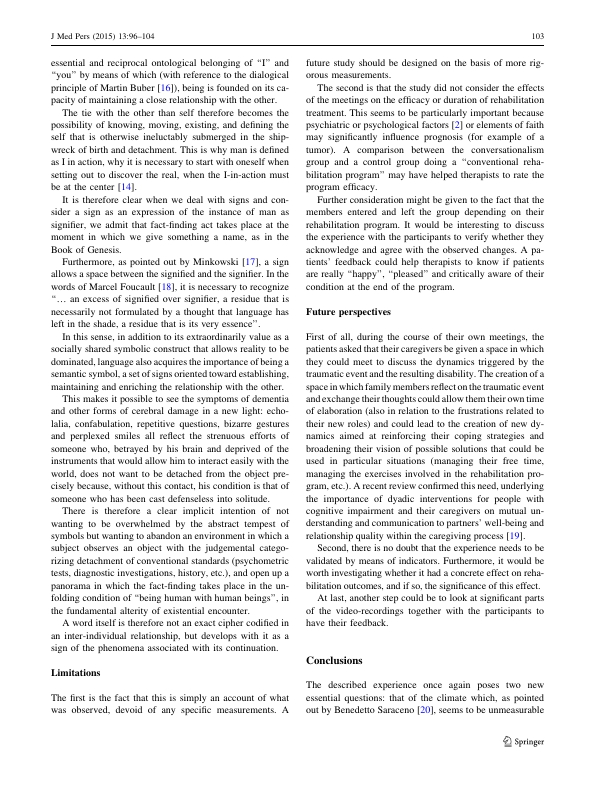 J Med Pers (2015) 13:96–104
103
essential and reciprocal ontological belonging of ‘‘I’’ and
‘‘you’’ by means of which (with reference to the dialogical
principle of Martin Buber [16]), being is founded on its ca-
pacity of maintaining a close relationship with the other.
The tie with the other than self therefore becomes the
possibility of knowing, moving, existing, and defining the
self that is otherwise ineluctably submerged in the ship-
wreck of birth and detachment. This is why man is defined
as I in action, why it is necessary to start with oneself when
setting out to discover the real, when the I-in-action must
be at the center [14].
It is therefore clear when we deal with signs and con-
sider a sign as an expression of the instance of man as
signifier, we admit that fact-finding act takes place at the
moment in which we give something a name, as in the
Book of Genesis.
Furthermore, as pointed out by Minkowski [17], a sign
allows a space between the signified and the signifier. In the
words of Marcel Foucault [18], it is necessary to recognize
‘‘… an excess of signified over signifier, a residue that is
necessarily not formulated by a thought that language has
left in the shade, a residue that is its very essence’’.
In this sense, in addition to its extraordinarily value as a
socially shared symbolic construct that allows reality to be
dominated, language also acquires the importance of being a
semantic symbol, a set of signs oriented toward establishing,
maintaining and enriching the relationship with the other.
This makes it possible to see the symptoms of dementia
and other forms of cerebral damage in a new light: echo-
lalia, confabulation, repetitive questions, bizarre gestures
and perplexed smiles all reflect the strenuous efforts of
someone who, betrayed by his brain and deprived of the
instruments that would allow him to interact easily with the
world, does not want to be detached from the object pre-
cisely because, without this contact, his condition is that of
someone who has been cast defenseless into solitude.
There is therefore a clear implicit intention of not
wanting to be overwhelmed by the abstract tempest of
symbols but wanting to abandon an environment in which a
subject observes an object with the judgemental catego-
rizing detachment of conventional standards (psychometric
tests, diagnostic investigations, history, etc.), and open up a
panorama in which the fact-finding takes place in the un-
folding condition of ‘‘being human with human beings’’, in
the fundamental alterity of existential encounter.
A word itself is therefore not an exact cipher codified in
an inter-individual relationship, but develops with it as a
sign of the phenomena associated with its continuation.
Limitations
The first is the fact that this is simply an account of what
was observed, devoid of any specific measurements. A
future study should be designed on the basis of more rig-
orous measurements.
The second is that the study did not consider the effects
of the meetings on the efficacy or duration of rehabilitation
treatment. This seems to be particularly important because
psychiatric or psychological factors [2] or elements of faith
may significantly influence prognosis (for example of a
tumor). A comparison between the conversationalism
group and a control group doing a ‘‘conventional reha-
bilitation program’’ may have helped therapists to rate the
program efficacy.
Further consideration might be given to the fact that the
members entered and left the group depending on their
rehabilitation program. It would be interesting to discuss
the experience with the participants to verify whether they
acknowledge and agree with the observed changes. A pa-
tients’ feedback could help therapists to know if patients
are really ‘‘happy’’, ‘‘pleased’’ and critically aware of their
condition at the end of the program.
Future perspectives
First of all, during the course of their own meetings, the
patients asked that their caregivers be given a space in which
they could meet to discuss the dynamics triggered by the
traumatic event and the resulting disability. The creation of a
space in which family members reflect on the traumatic event
and exchange their thoughts could allow them their own time
of elaboration (also in relation to the frustrations related to
their new roles) and could lead to the creation of new dy-
namics aimed at reinforcing their coping strategies and
broadening their vision of possible solutions that could be
used in particular situations (managing their free time,
managing the exercises involved in the rehabilitation pro-
gram, etc.). A recent review confirmed this need, underlying
the importance of dyadic interventions for people with
cognitive impairment and their caregivers on mutual un-
derstanding and communication to partners’ well-being and
relationship quality within the caregiving process [19].
Second, there is no doubt that the experience needs to be
validated by means of indicators. Furthermore, it would be
worth investigating whether it had a concrete effect on reha-
bilitation outcomes, and if so, the significance of this effect.
At last, another step could be to look at significant parts
of the video-recordings together with the participants to
have their feedback.
Conclusions
The described experience once again poses two new
essential questions: that of the climate which, as pointed
out by Benedetto Saraceno [20], seems to be unmeasurable
Springer